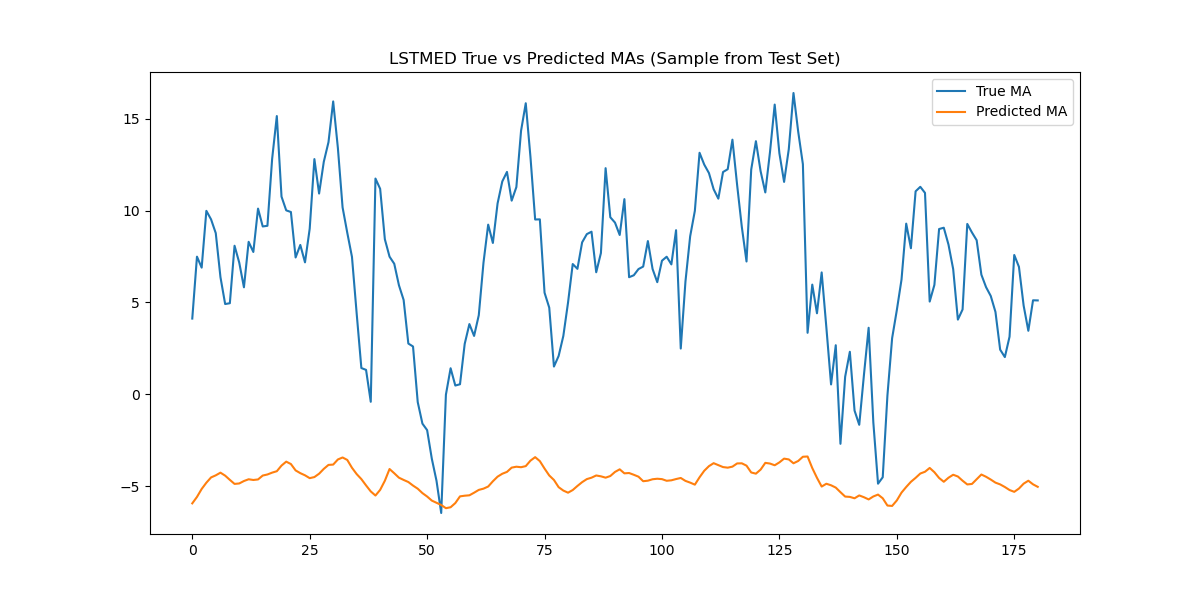 LSTMED True vs Predicted MAs (Sample from Test Set)
True MA
Predicted MA
15
10
5
0
−5
0 25 50 75 100 125 150 175